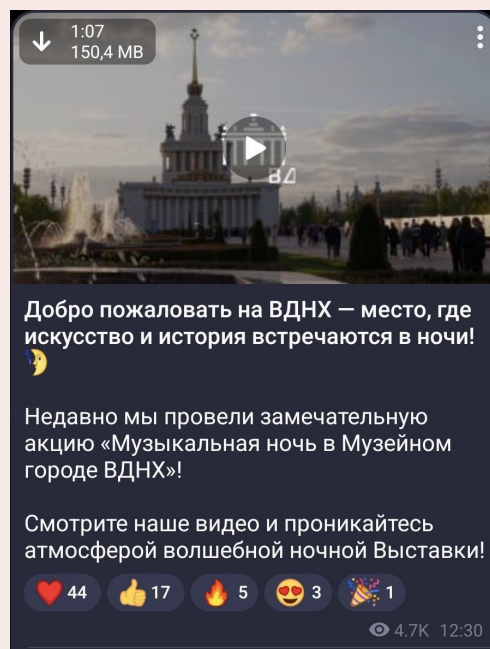 1:07
150,4 MB
ВД
Добро пожаловать на ВДНХ — место, где
искусство и история встречаются в ночи!
🌛
Недавно мы провели замечательную
акцию «Музыкальная ночь в Музейном
городе ВДНХ»!
Смотрите наше видео и проникайтесь
атмосферой волшебной ночной Выставки!
❤️ 44 👍 17 🔥 5 😍 3 🎉 1
4.7K 12:30